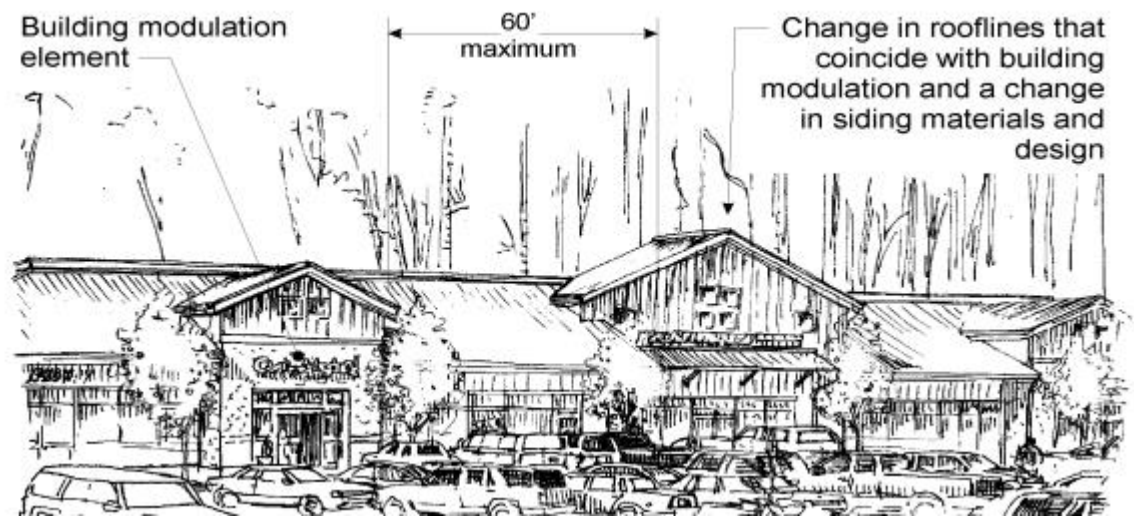 Building modulation
element
60'
maximum
Change in rooflines that
coincide with building
modulation and a change
in siding materials and
design